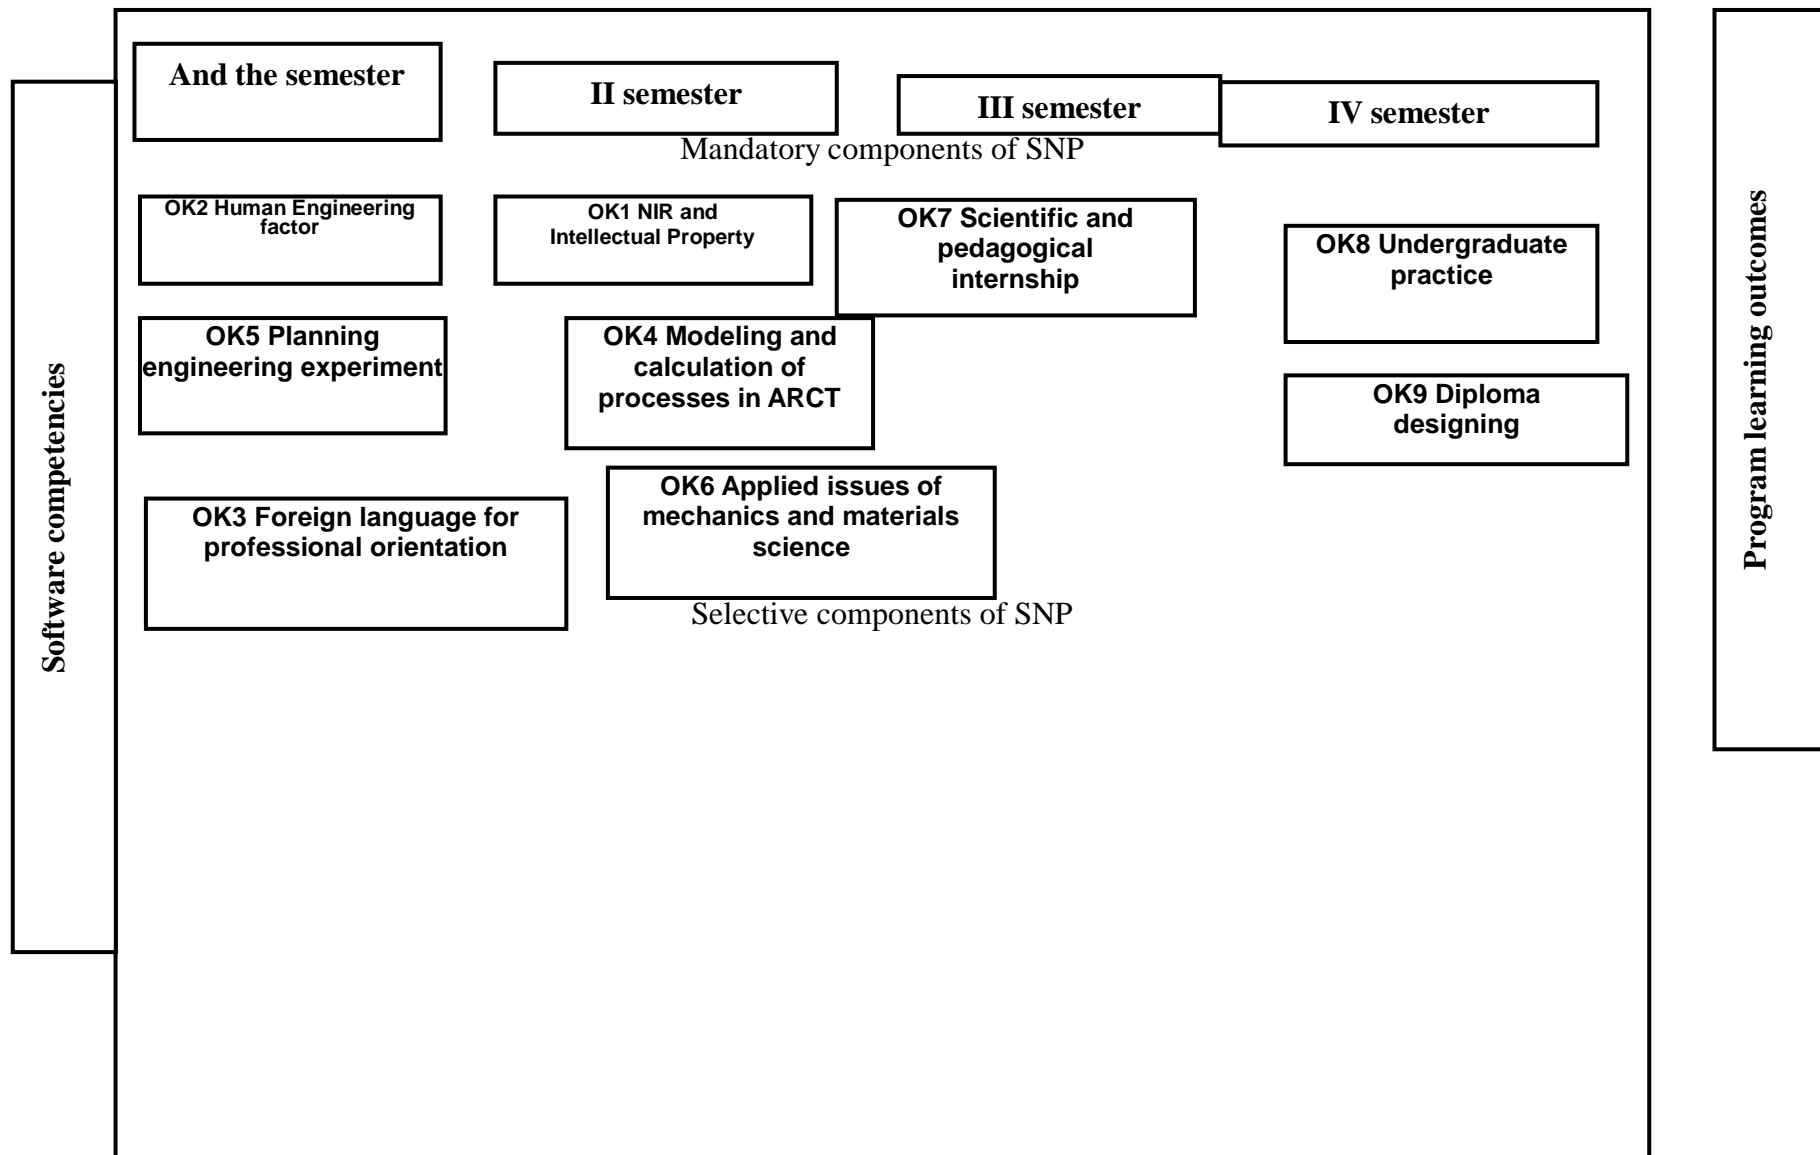 And the semester
II semester
III semester
IV semester
Mandatory components of SNP
OK2 Human Engineering
factor
OK1 NIR and
Intellectual Property
OK7 Scientific and
pedagogical
internship
OK8 Undergraduate
practice
OK5 Planning
engineering experiment
OK4 Modeling and
calculation of
processes in ARCT
OK9 Diploma
designing
OK3 Foreign language for
professional orientation
OK6 Applied issues of
mechanics and materials
science
Selective components of SNP
Software competencies
Program learning outcomes